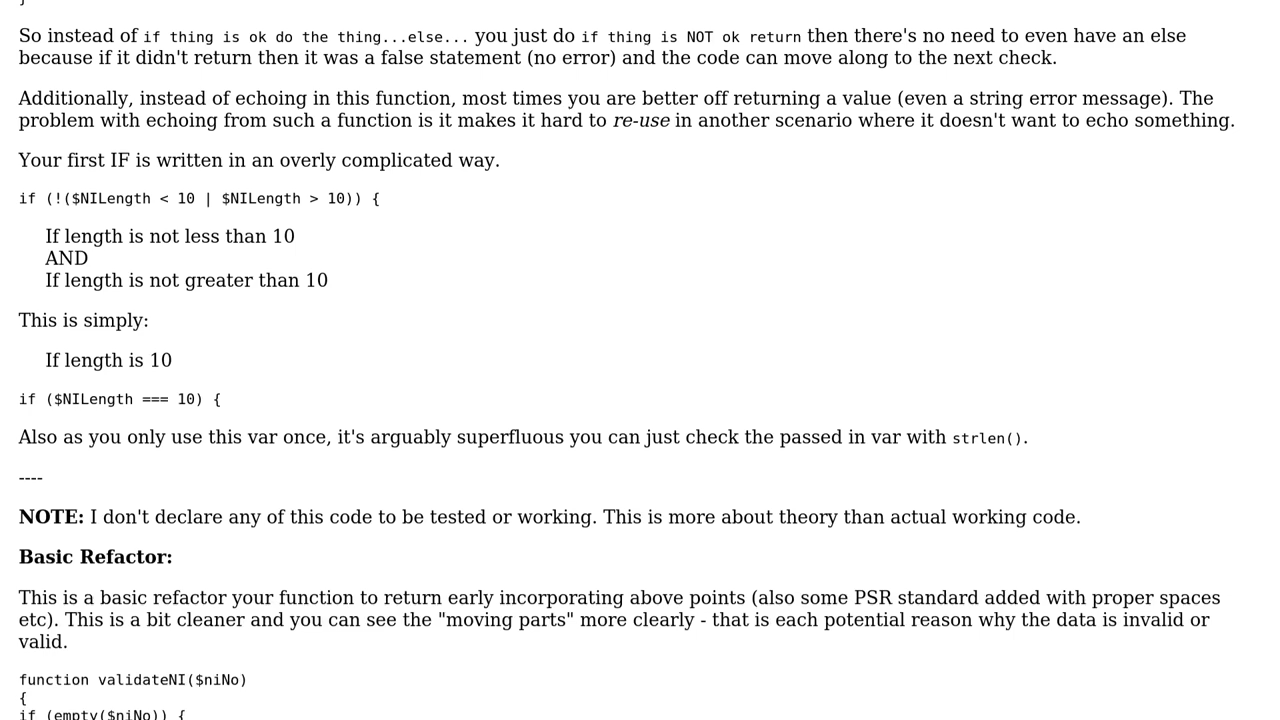 }
So instead of if thing is ok do the thing...else... you just do if thing is NOT ok return then there's no need to even have an else
because if it didn't return then it was a false statement (no error) and the code can move along to the next check.
Additionally, instead of echoing in this function, most times you are better off returning a value (even a string error message). The
problem with echoing from such a function is it makes it hard to re-use in another scenario where it doesn't want to echo something.
Your first IF is written in an overly complicated way.
if (!($NILength < 10 | $NILength > 10)) {
If length is not less than 10
AND
If length is not greater than 10
This is simply:
If length is 10
if ($NILength === 10) {
Also as you only use this var once, it's arguably superfluous you can just check the passed in var with strlen().
----
NOTE: I don't declare any of this code to be tested or working. This is more about theory than actual working code.
Basic Refactor:
This is a basic refactor your function to return early incorporating above points (also some PSR standard added with proper spaces
etc). This is a bit cleaner and you can see the "moving parts" more clearly - that is each potential reason why the data is invalid or
valid.
function validateNI($niNo)
{
if (empty($niNo)) {